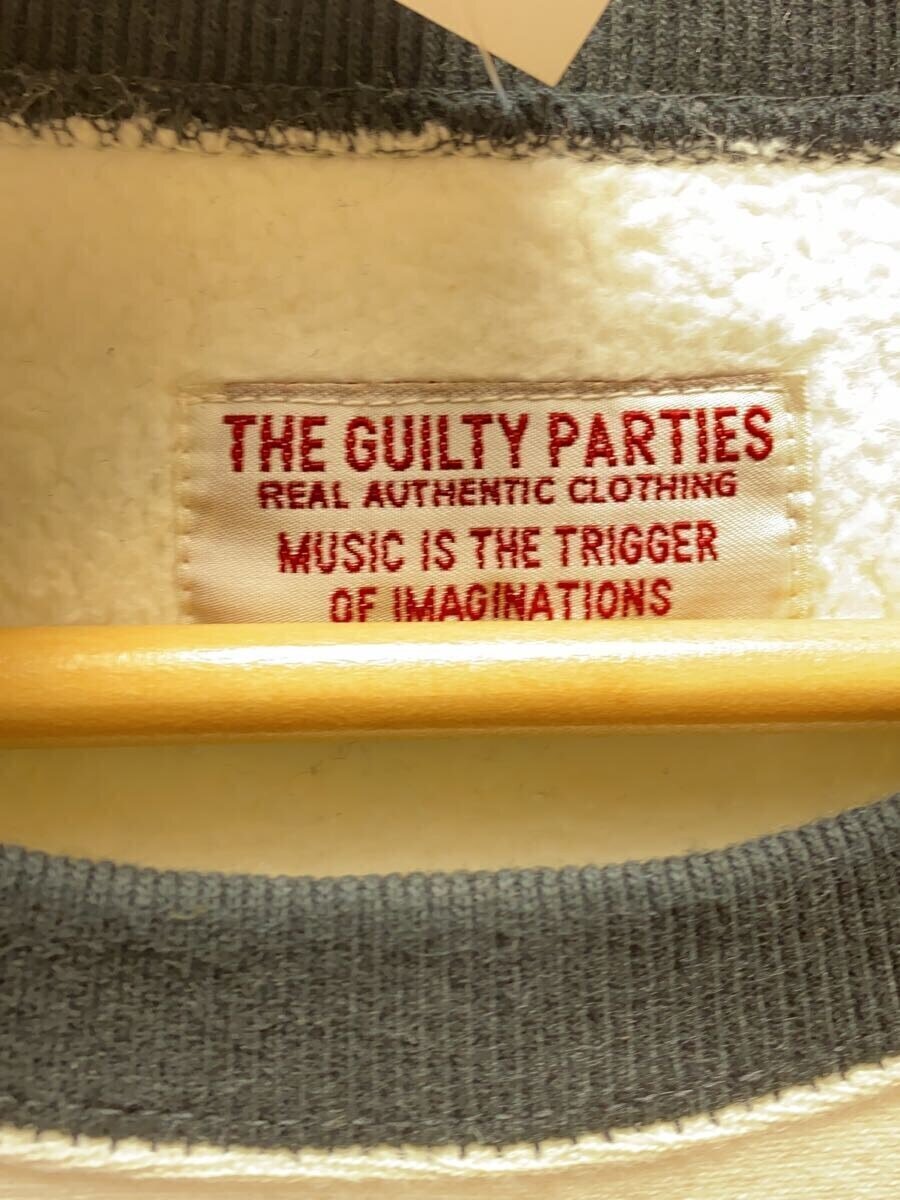 THE GUILTY PARTIES
REAL AUTHENTIC CLOTHING
MUSIC IS THE TRIGGER
OF IMAGINATIONS